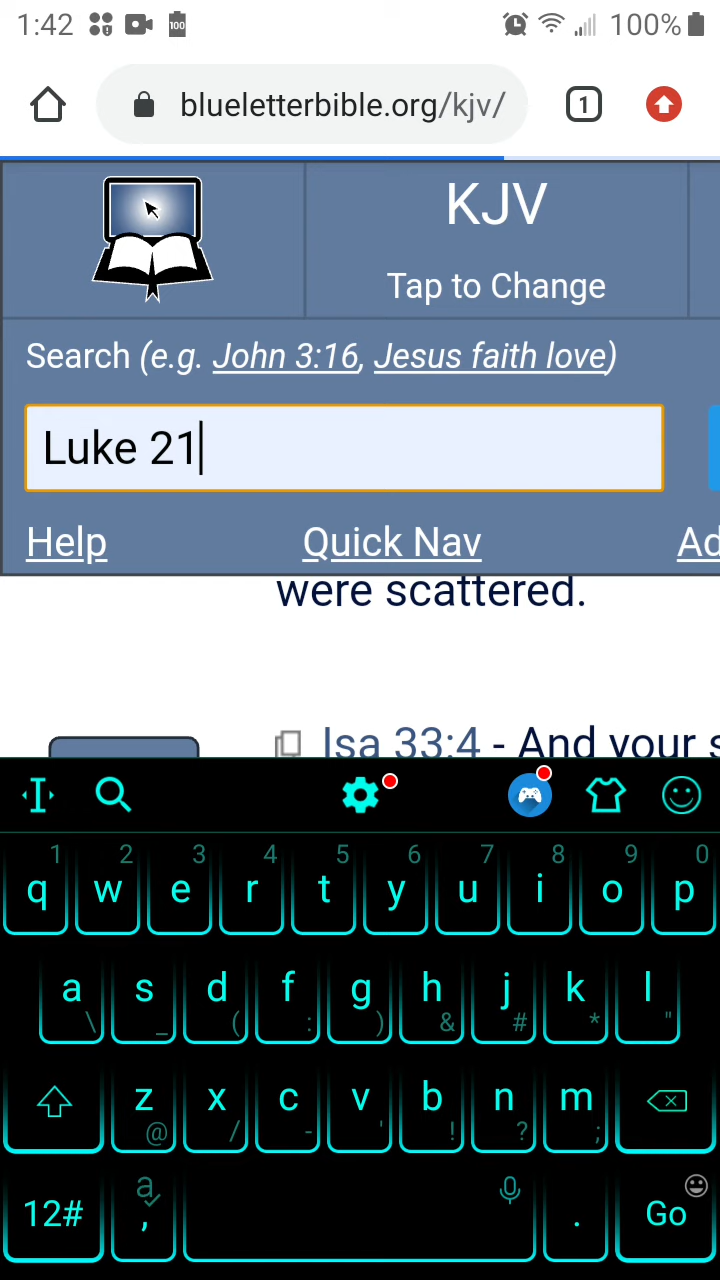 1:42 100 100%
blueletterbible.org/kjv/ 1
KJV
Tap to Change
Search (e.g. John 3:16, Jesus faith love)
Luke 21
Help Quick Nav Ad
were scattered.
Isa 33:4 - And your s
1 2 3 4 5 6 7 8 9 0
q w e r t y u i o p
a s d f g h j k l
\ _ ( : ) & # * "
z x c v b n m
@ / - ' ! ? ;
12# a , . Go